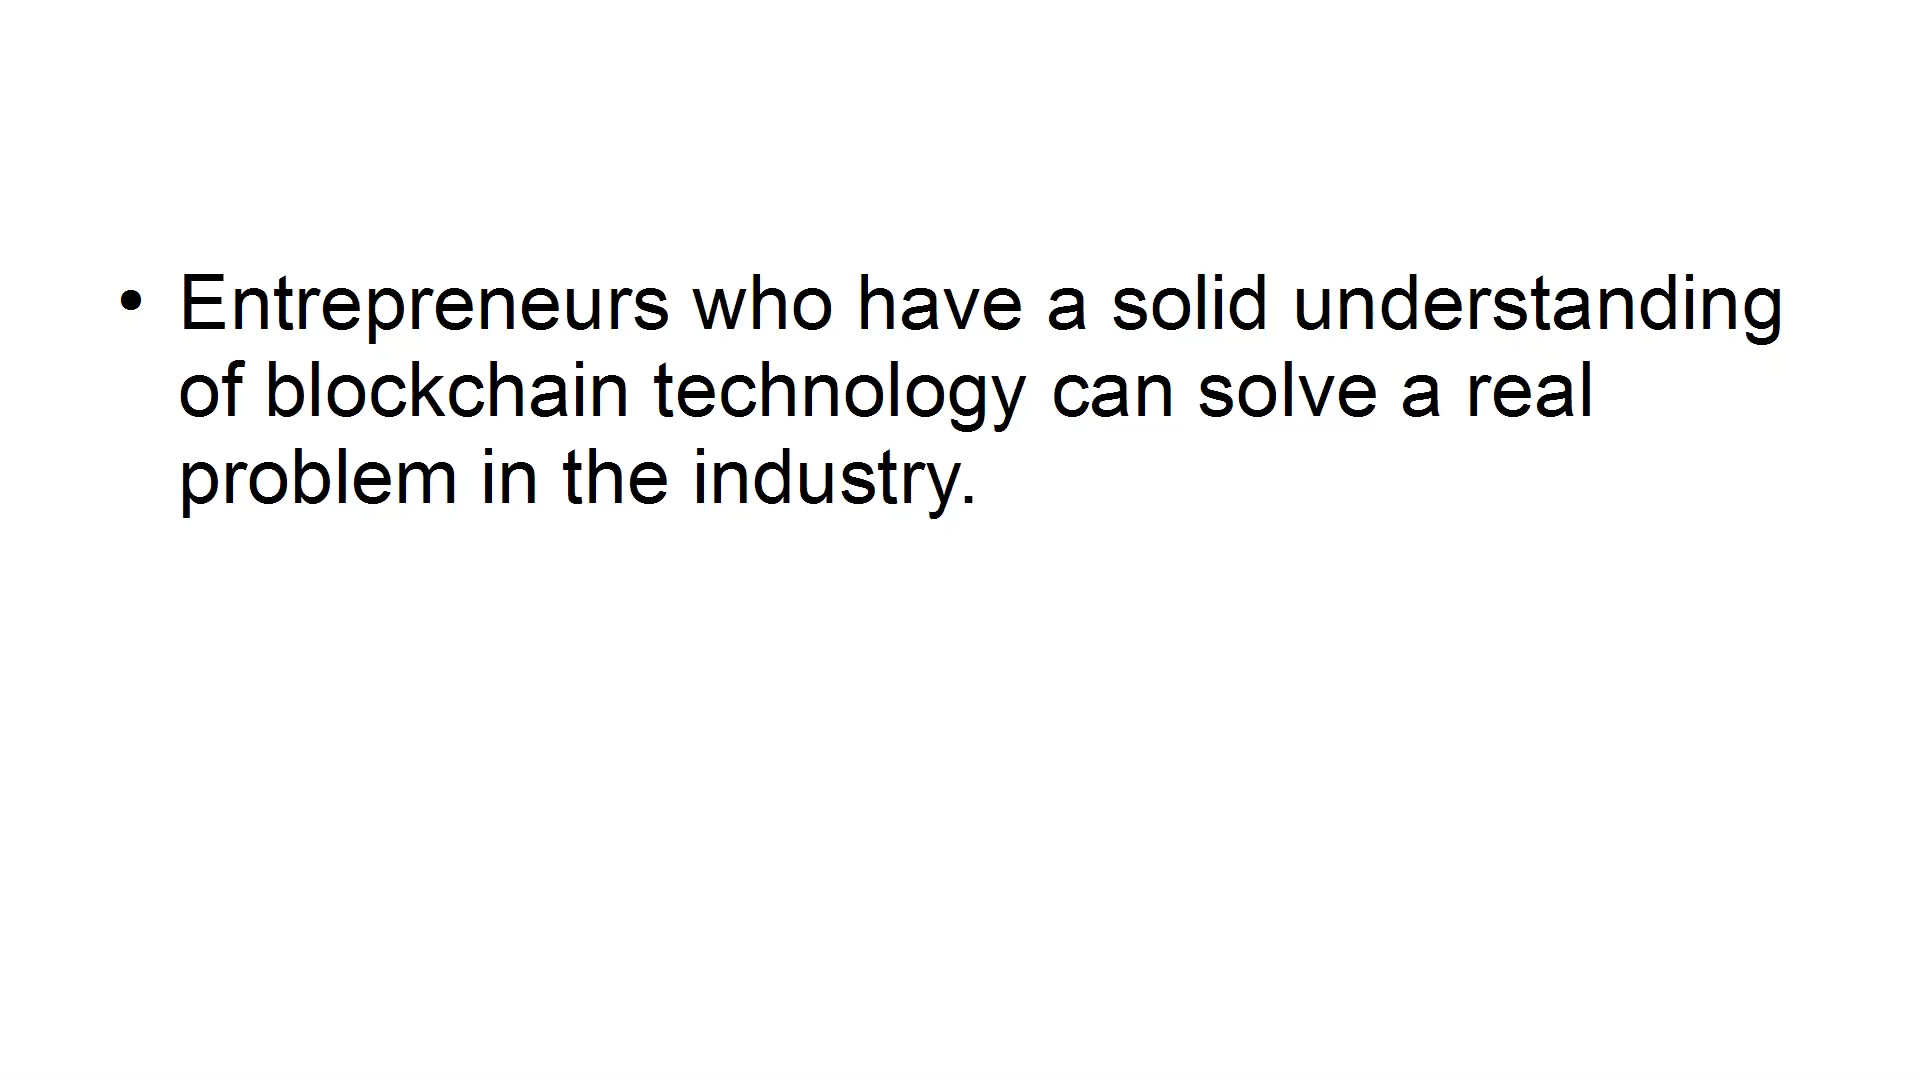 • Entrepreneurs who have a solid understanding
of blockchain technology can solve a real
problem in the industry.